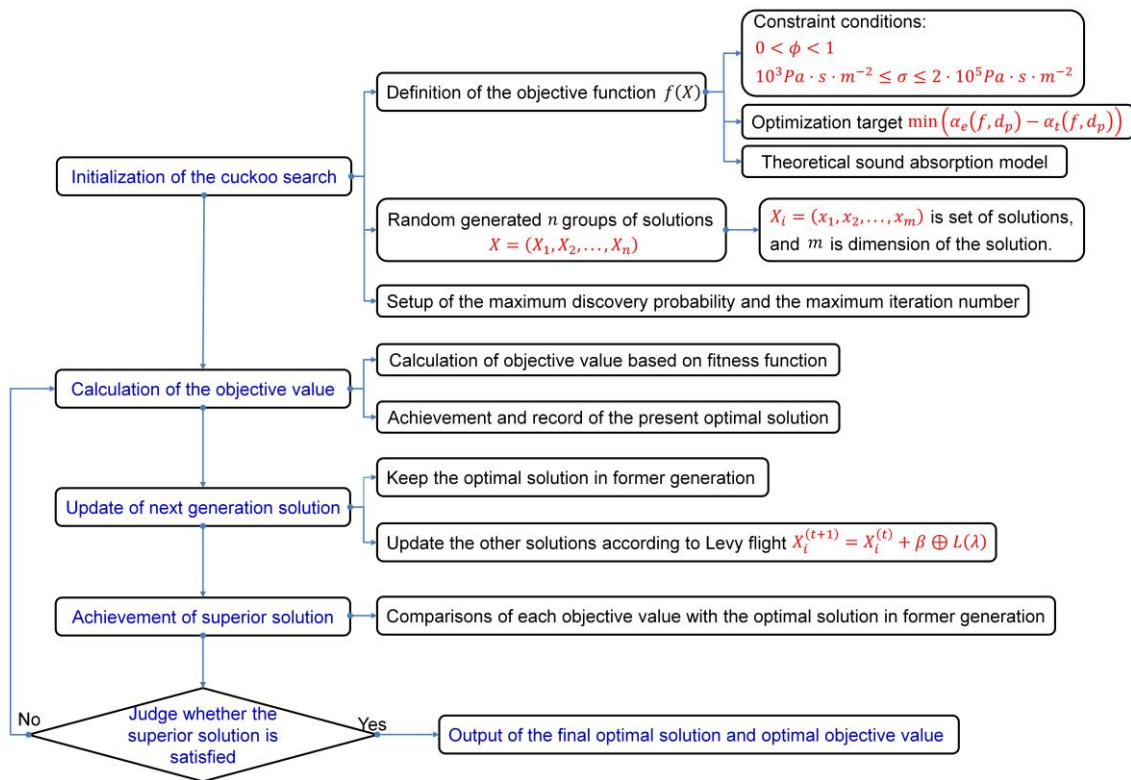 Constraint conditions:
0 < ϕ < 1
10³Pa · s · m⁻² ≤ σ ≤ 2 · 10⁵Pa · s · m⁻²
Definition of the objective function f(X)
Optimization target min(αₑ(f, dₚ) − αₜ(f, dₚ))
Theoretical sound absorption model
Initialization of the cuckoo search
Random generated n groups of solutions
X = (X₁, X₂, . . . , Xₙ)
Xᵢ = (x₁, x₂, . . . , xₘ) is set of solutions,
and m is dimension of the solution.
Setup of the maximum discovery probability and the maximum iteration number
Calculation of objective value based on fitness function
Calculation of the objective value
Achievement and record of the present optimal solution
Keep the optimal solution in former generation
Update of next generation solution
Update the other solutions according to Levy flight Xᵢ⁽ᵗ⁺¹⁾ = Xᵢ⁽ᵗ⁾ + β ⊕ L(λ)
Achievement of superior solution
Comparisons of each objective value with the optimal solution in former generation
No
Judge whether the
superior solution is
satisfied
Yes
Output of the final optimal solution and optimal objective value